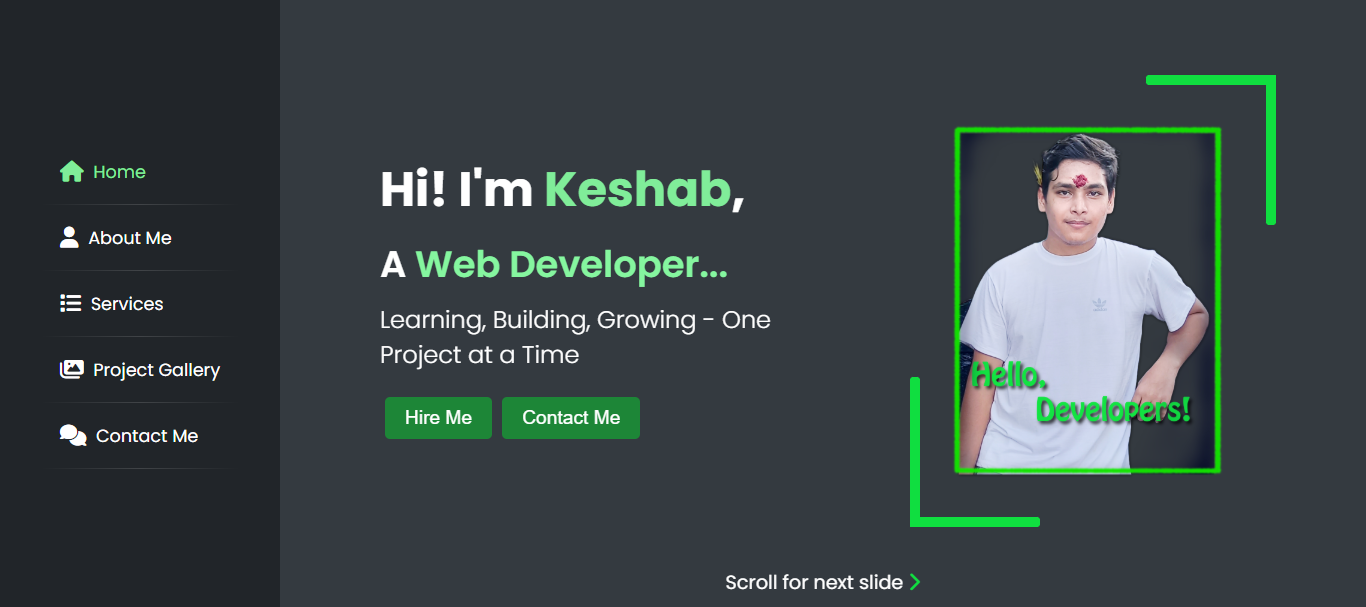 Home
About Me
Services
Project Gallery
Contact Me
Hi! I'm Keshab,
A Web Developer...
Learning, Building, Growing - One
Project at a Time
Hire Me
Contact Me
Hello,
Developers!
Scroll for next slide